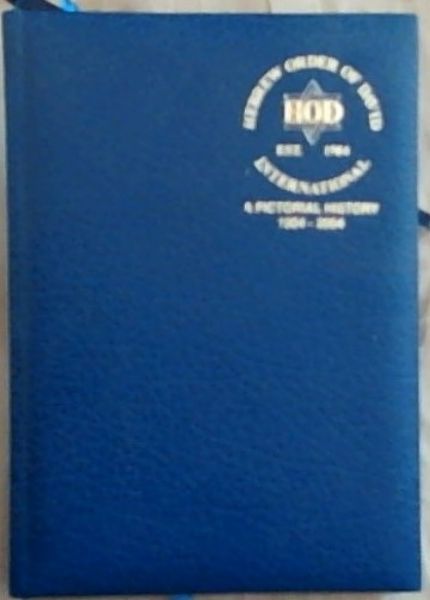 HEBREW ORDER OF DAVID
HOD
EST. 1904
INTERNATIONAL
A PICTORIAL HISTORY
1904 - 2004